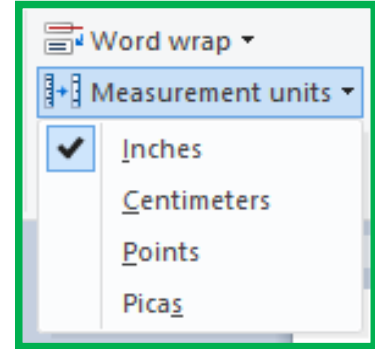 Word wrap
Measurement units
Inches
Centimeters
Points
Picas